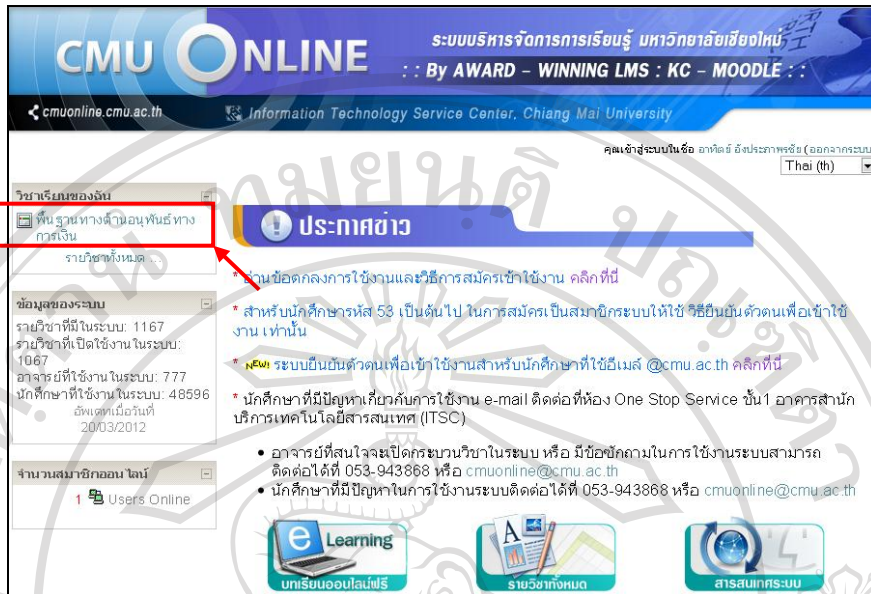 CMU ONLINE
ระบบบริหารจัดการการเรียนรู้ มหาวิทยาลัยเชียงใหม่
: : By AWARD – WINNING LMS : KC – MOODLE : :
cmuonline.cmu.ac.th
Information Technology Service Center, Chiang Mai University
คุณเข้าสู่ระบบในชื่อ อาทิตย์ อังประภาพรชัย (ออกจากระบบ
Thai (th)
วิชาเรียนของฉัน
พื้นฐานทางด้านอนุพันธ์ทาง
การเงิน
รายวิชาทั้งหมด ...
ประกาศข่าว
* อ่านข้อตกลงการใช้งานและวิธีการสมัครเข้าใช้งาน คลิกที่นี่
* สำหรับนักศึกษารหัส 53 เป็นต้นไป ในการสมัครเป็นสมาชิกระบบให้ใช้ วิธียืนยันตัวตนเพื่อเข้าใช้
งาน เท่านั้น
* NEW! ระบบยืนยันตัวตนเพื่อเข้าใช้งานสำหรับนักศึกษาที่ใช้อีเมล์ @cmu.ac.th คลิกที่นี่
* นักศึกษาที่มีปัญหาเกี่ยวกับการใช้งาน e-mail ติดต่อที่ห้อง One Stop Service ชั้น1 อาคารสำนัก
บริการเทคโนโลยีสารสนเทศ (ITSC)
• อาจารย์ที่สนใจจะเปิดกระบวนวิชาในระบบ หรือ มีข้อซักถามในการใช้งานระบบสามารถ
ติดต่อได้ที่ 053-943868 หรือ cmuonline@cmu.ac.th
• นักศึกษาที่มีปัญหาในการใช้งานระบบติดต่อได้ที่ 053-943868 หรือ cmuonline@cmu.ac.th
ข้อมูลของระบบ
รายวิชาที่มีในระบบ: 1167
รายวิชาที่เปิดใช้งานในระบบ:
1067
อาจารย์ที่ใช้งานในระบบ: 777
นักศึกษาที่ใช้งานในระบบ: 48596
อัพเดทเมื่อวันที่
20/03/2012
จำนวนสมาชิกออนไลน์
1 Users Online
e Learning
บทเรียนออนไลน์ฟรี
รายวิชาทั้งหมด
สารสนเทศระบบ